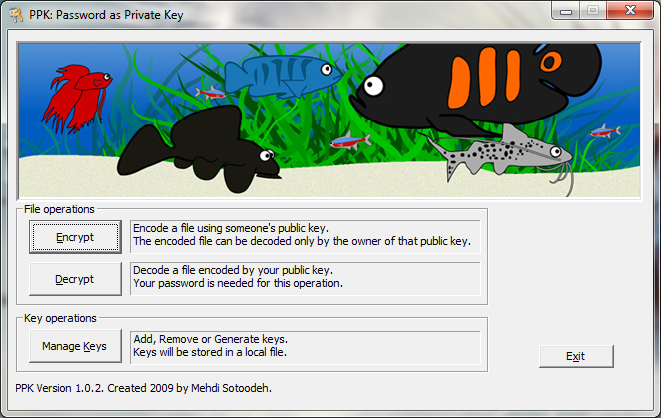 PPK: Password as Private Key
File operations
Encrypt
Encode a file using someone's public key.
The encoded file can be decoded only by the owner of that public key.
Decrypt
Decode a file encoded by your public key.
Your password is needed for this operation.
Key operations
Manage Keys
Add, Remove or Generate keys.
Keys will be stored in a local file.
Exit
PPK Version 1.0.2. Created 2009 by Mehdi Sotoodeh.